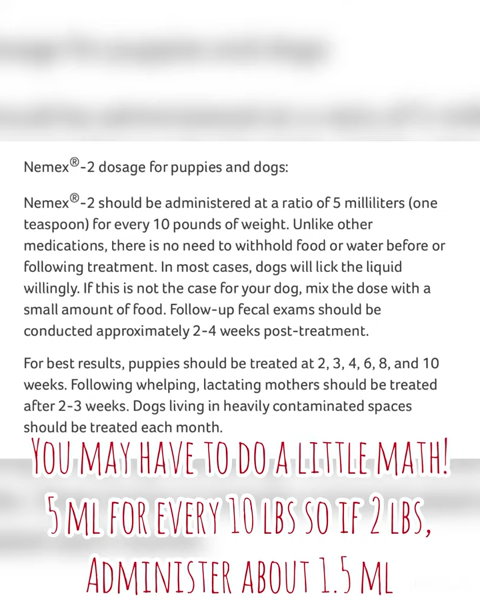 Nemex®-2 dosage for puppies and dogs:
Nemex®-2 should be administered at a ratio of 5 milliliters (one
teaspoon) for every 10 pounds of weight. Unlike other
medications, there is no need to withhold food or water before or
following treatment. In most cases, dogs will lick the liquid
willingly. If this is not the case for your dog, mix the dose with a
small amount of food. Follow-up fecal exams should be
conducted approximately 2-4 weeks post-treatment.
For best results, puppies should be treated at 2, 3, 4, 6, 8, and 10
weeks. Following whelping, lactating mothers should be treated
after 2-3 weeks. Dogs living in heavily contaminated spaces
should be treated each month.
You may have to do a little math!
5 ml for every 10 lbs so if 2 lbs,
Administer about 1.5 ml